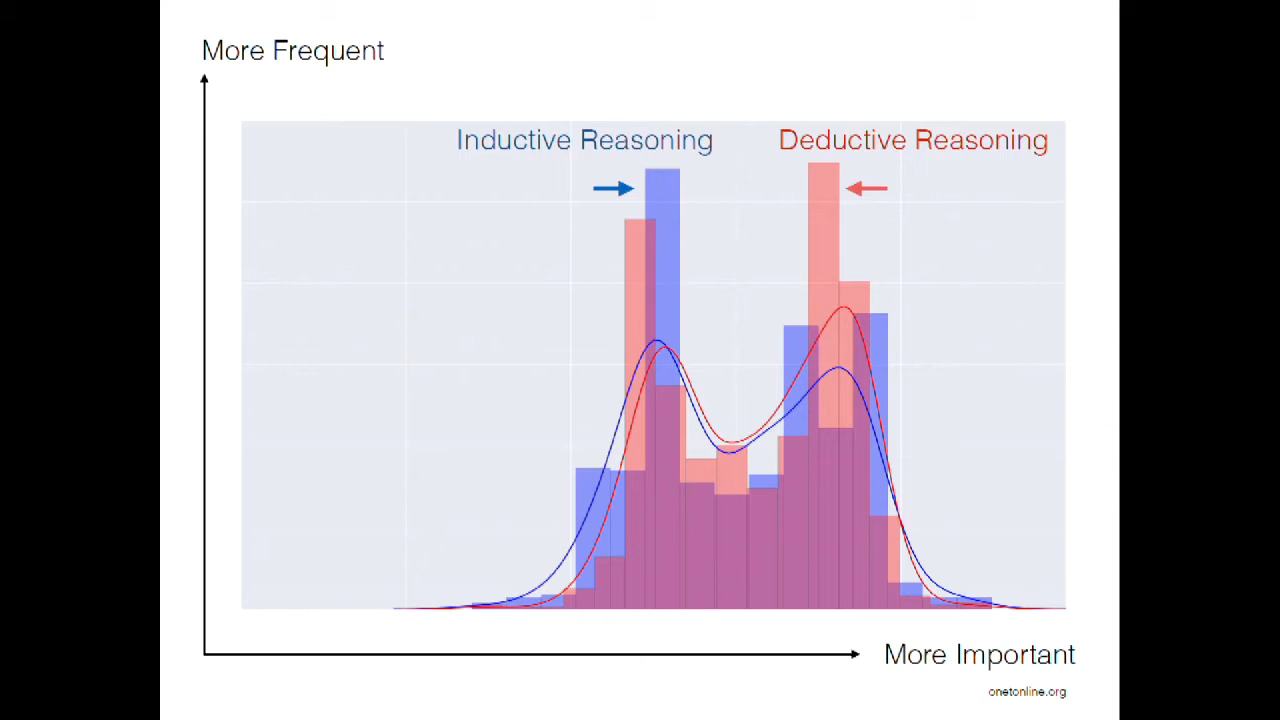 More Frequent
Inductive Reasoning
Deductive Reasoning
More Important
onetonline.org